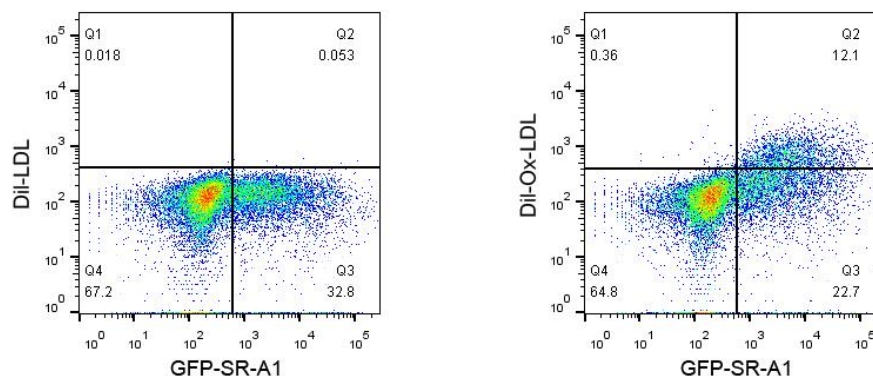 Q1
0.018
Q2
0.053
Q4
67.2
Q3
32.8
10^5
10^4
10^3
10^2
10^1
10^0
Dil-LDL
10^0 10^1 10^2 10^3 10^4 10^5
GFP-SR-A1
Q1
0.36
Q2
12.1
Q4
64.8
Q3
22.7
10^5
10^4
10^3
10^2
10^1
10^0
Dil-Ox-LDL
10^0 10^1 10^2 10^3 10^4 10^5
GFP-SR-A1